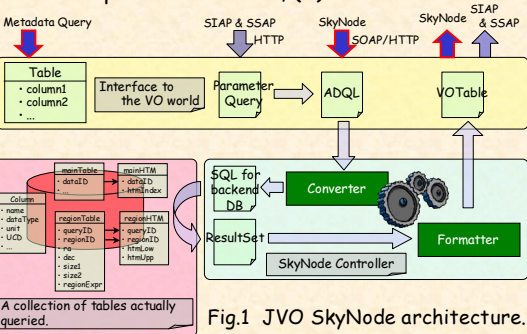 Metadata Query
SIAP & SSAP
HTTP
SkyNode
SOAP/HTTP
SkyNode
SIAP
& SSAP
Table
• column1
• column2
• ...
Interface to
the VO world
Parameter
Query
ADQL
VOTable
mainTable
• dataID
• ...
mainHTM
• dataID
• htmIndex
Column
• name
• dataType
• unit
• UCD
• ...
regionTable
• queryID
• regionID
• ra
• dec
• size1
• size2
• regionExpr
regionHTM
• queryID
• regionID
• htmLow
• htmUpp
A collection of tables actually
queried.
SQL for
backend
DB
Converter
ResultSet
Formatter
SkyNode Controller
Fig.1 JVO SkyNode architecture.